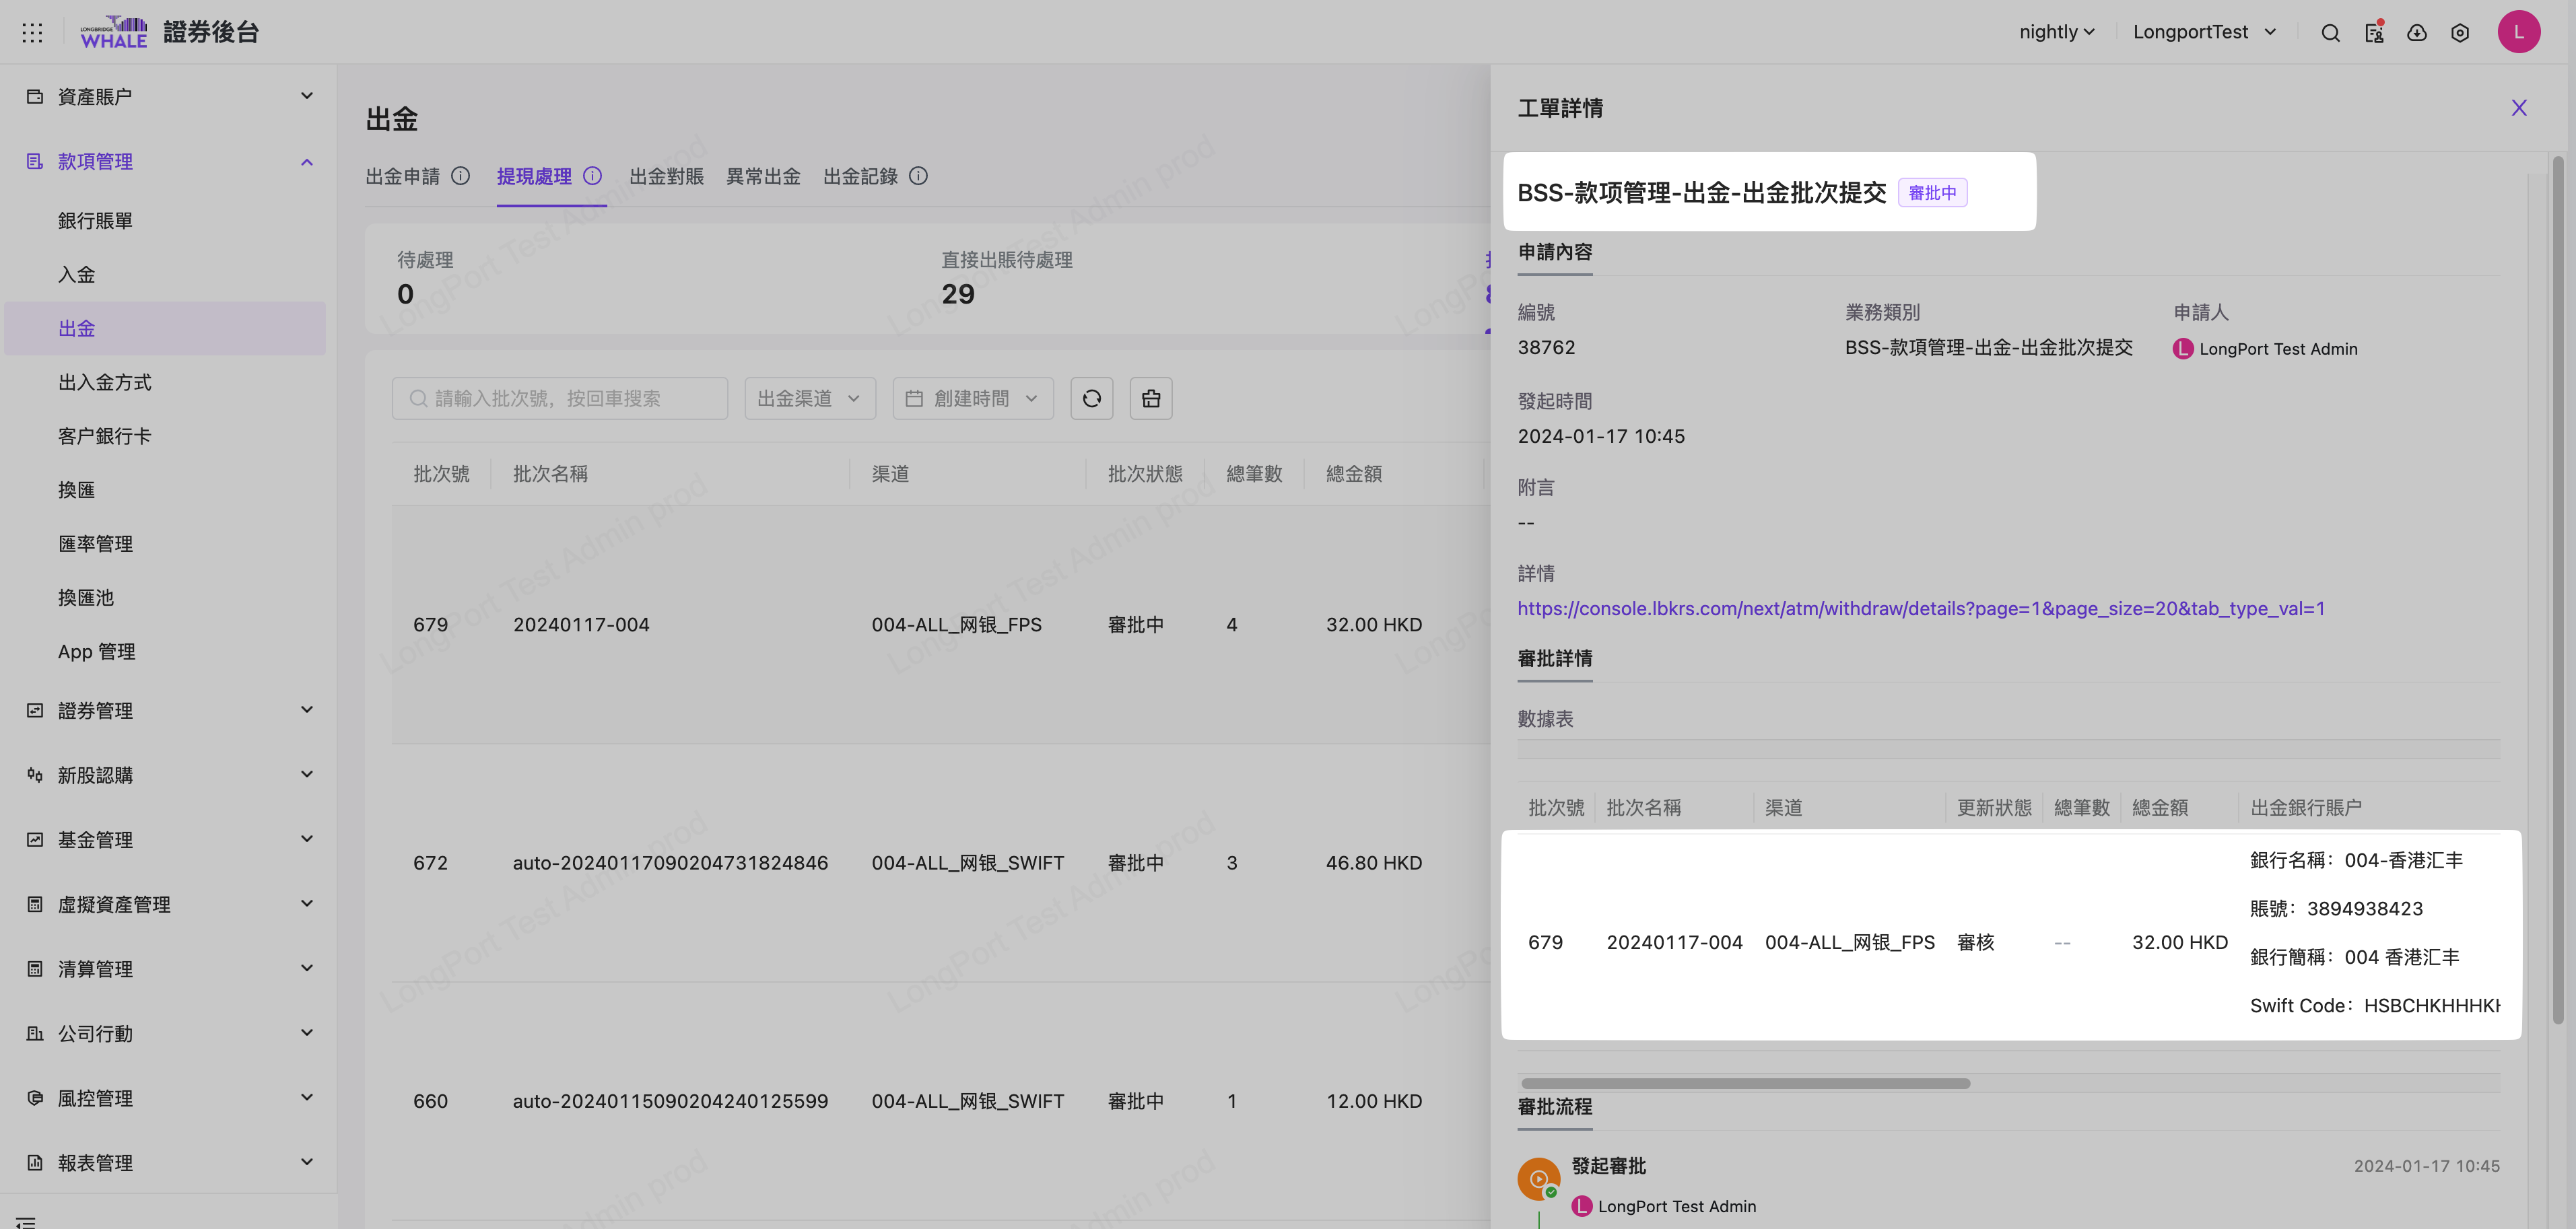 LONGBRIDGE
WHALE
證券後台
nightly
LongportTest
L
資產賬户
款項管理
銀行賬單
入金
出金
出入金方式
客户銀行卡
換匯
匯率管理
換匯池
App 管理
證券管理
新股認購
基金管理
虛擬資產管理
清算管理
公司行動
風控管理
報表管理
出金
出金申請 提現處理 出金對賬 異常出金 出金記錄
待處理
0
直接出賬待處理
29
請輸入批次號，按回車搜索
出金渠道
創建時間
批次號 批次名稱 渠道 批次狀態 總筆數 總金額
679 20240117-004 004-ALL_网银_FPS 審批中 4 32.00 HKD
672 auto-20240117090204731824846 004-ALL_网银_SWIFT 審批中 3 46.80 HKD
660 auto-20240115090204240125599 004-ALL_网银_SWIFT 審批中 1 12.00 HKD
LongPort Test Admin prod
工單詳情
BSS-款项管理-出金-出金批次提交 審批中
申請內容
編號
38762
業務類別
BSS-款項管理-出金-出金批次提交
申請人
L LongPort Test Admin
發起時間
2024-01-17 10:45
附言
--
詳情
https://console.lbkrs.com/next/atm/withdraw/details?page=1&page_size=20&tab_type_val=1
審批詳情
數據表
批次號 批次名稱 渠道 更新狀態 總筆數 總金額 出金銀行賬户
679 20240117-004 004-ALL_网银_FPS 審核 -- 32.00 HKD
銀行名稱：004-香港汇丰
賬號：3894938423
銀行簡稱：004 香港汇丰
Swift Code：HSBCHKHHHKH
審批流程
發起審批
2024-01-17 10:45
L LongPort Test Admin